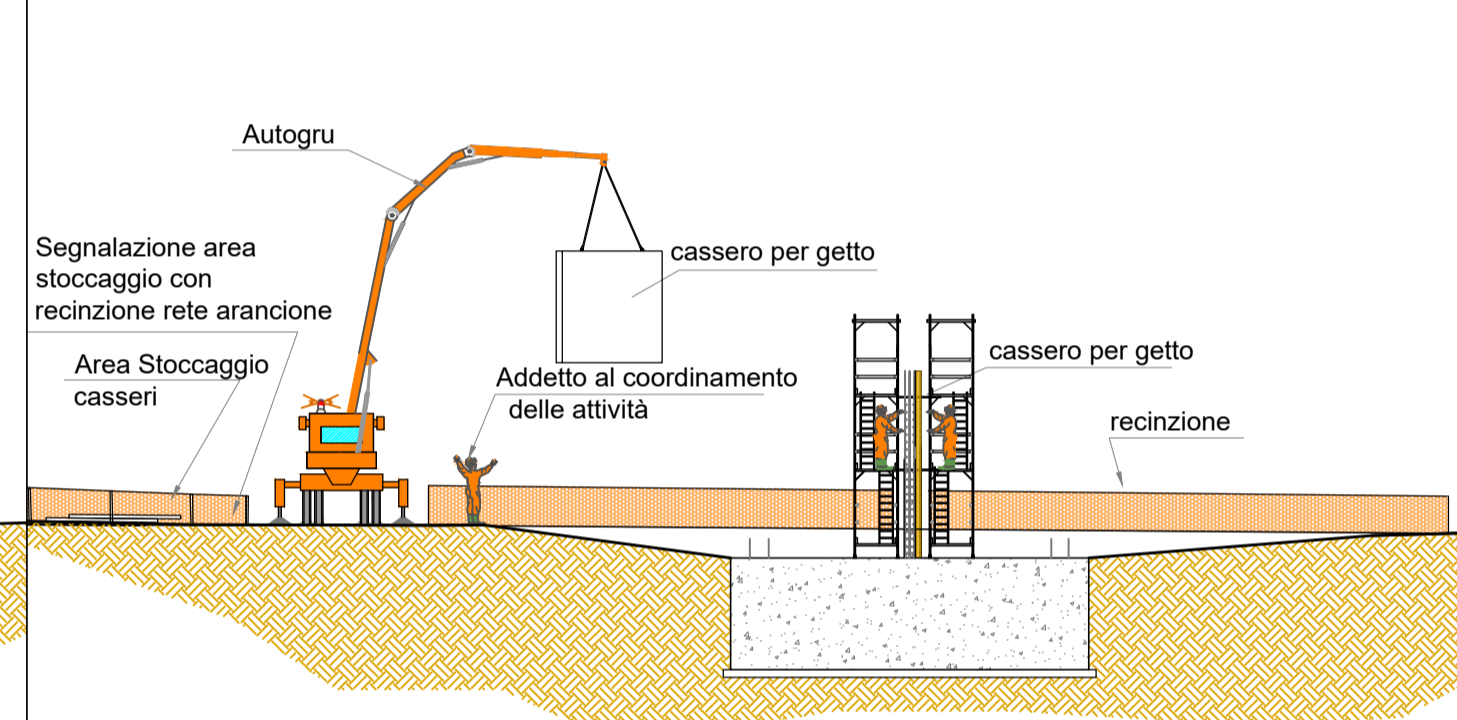 Autogru
Segnalazione area
stoccaggio con
recinzione rete arancione
Area Stoccaggio
casseri
cassero per getto
Addetto al coordinamento
delle attività
cassero per getto
recinzione